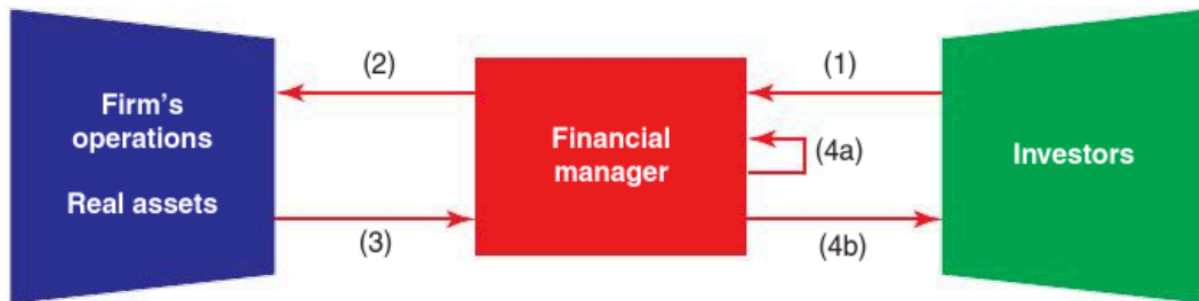 Firm's
operations
Real assets
(2)
(3)
Financial
manager
(1)
(4a)
(4b)
Investors